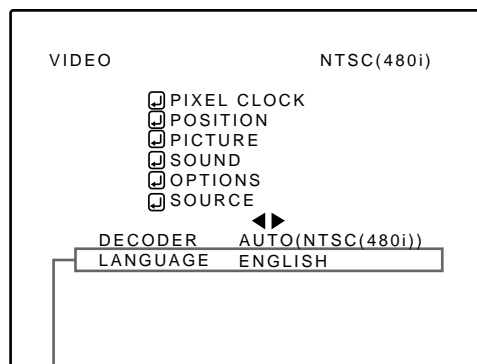 VIDEO NTSC(480i)
PIXEL CLOCK
POSITION
PICTURE
SOUND
OPTIONS
SOURCE
DECODER AUTO(NTSC(480i))
LANGUAGE ENGLISH